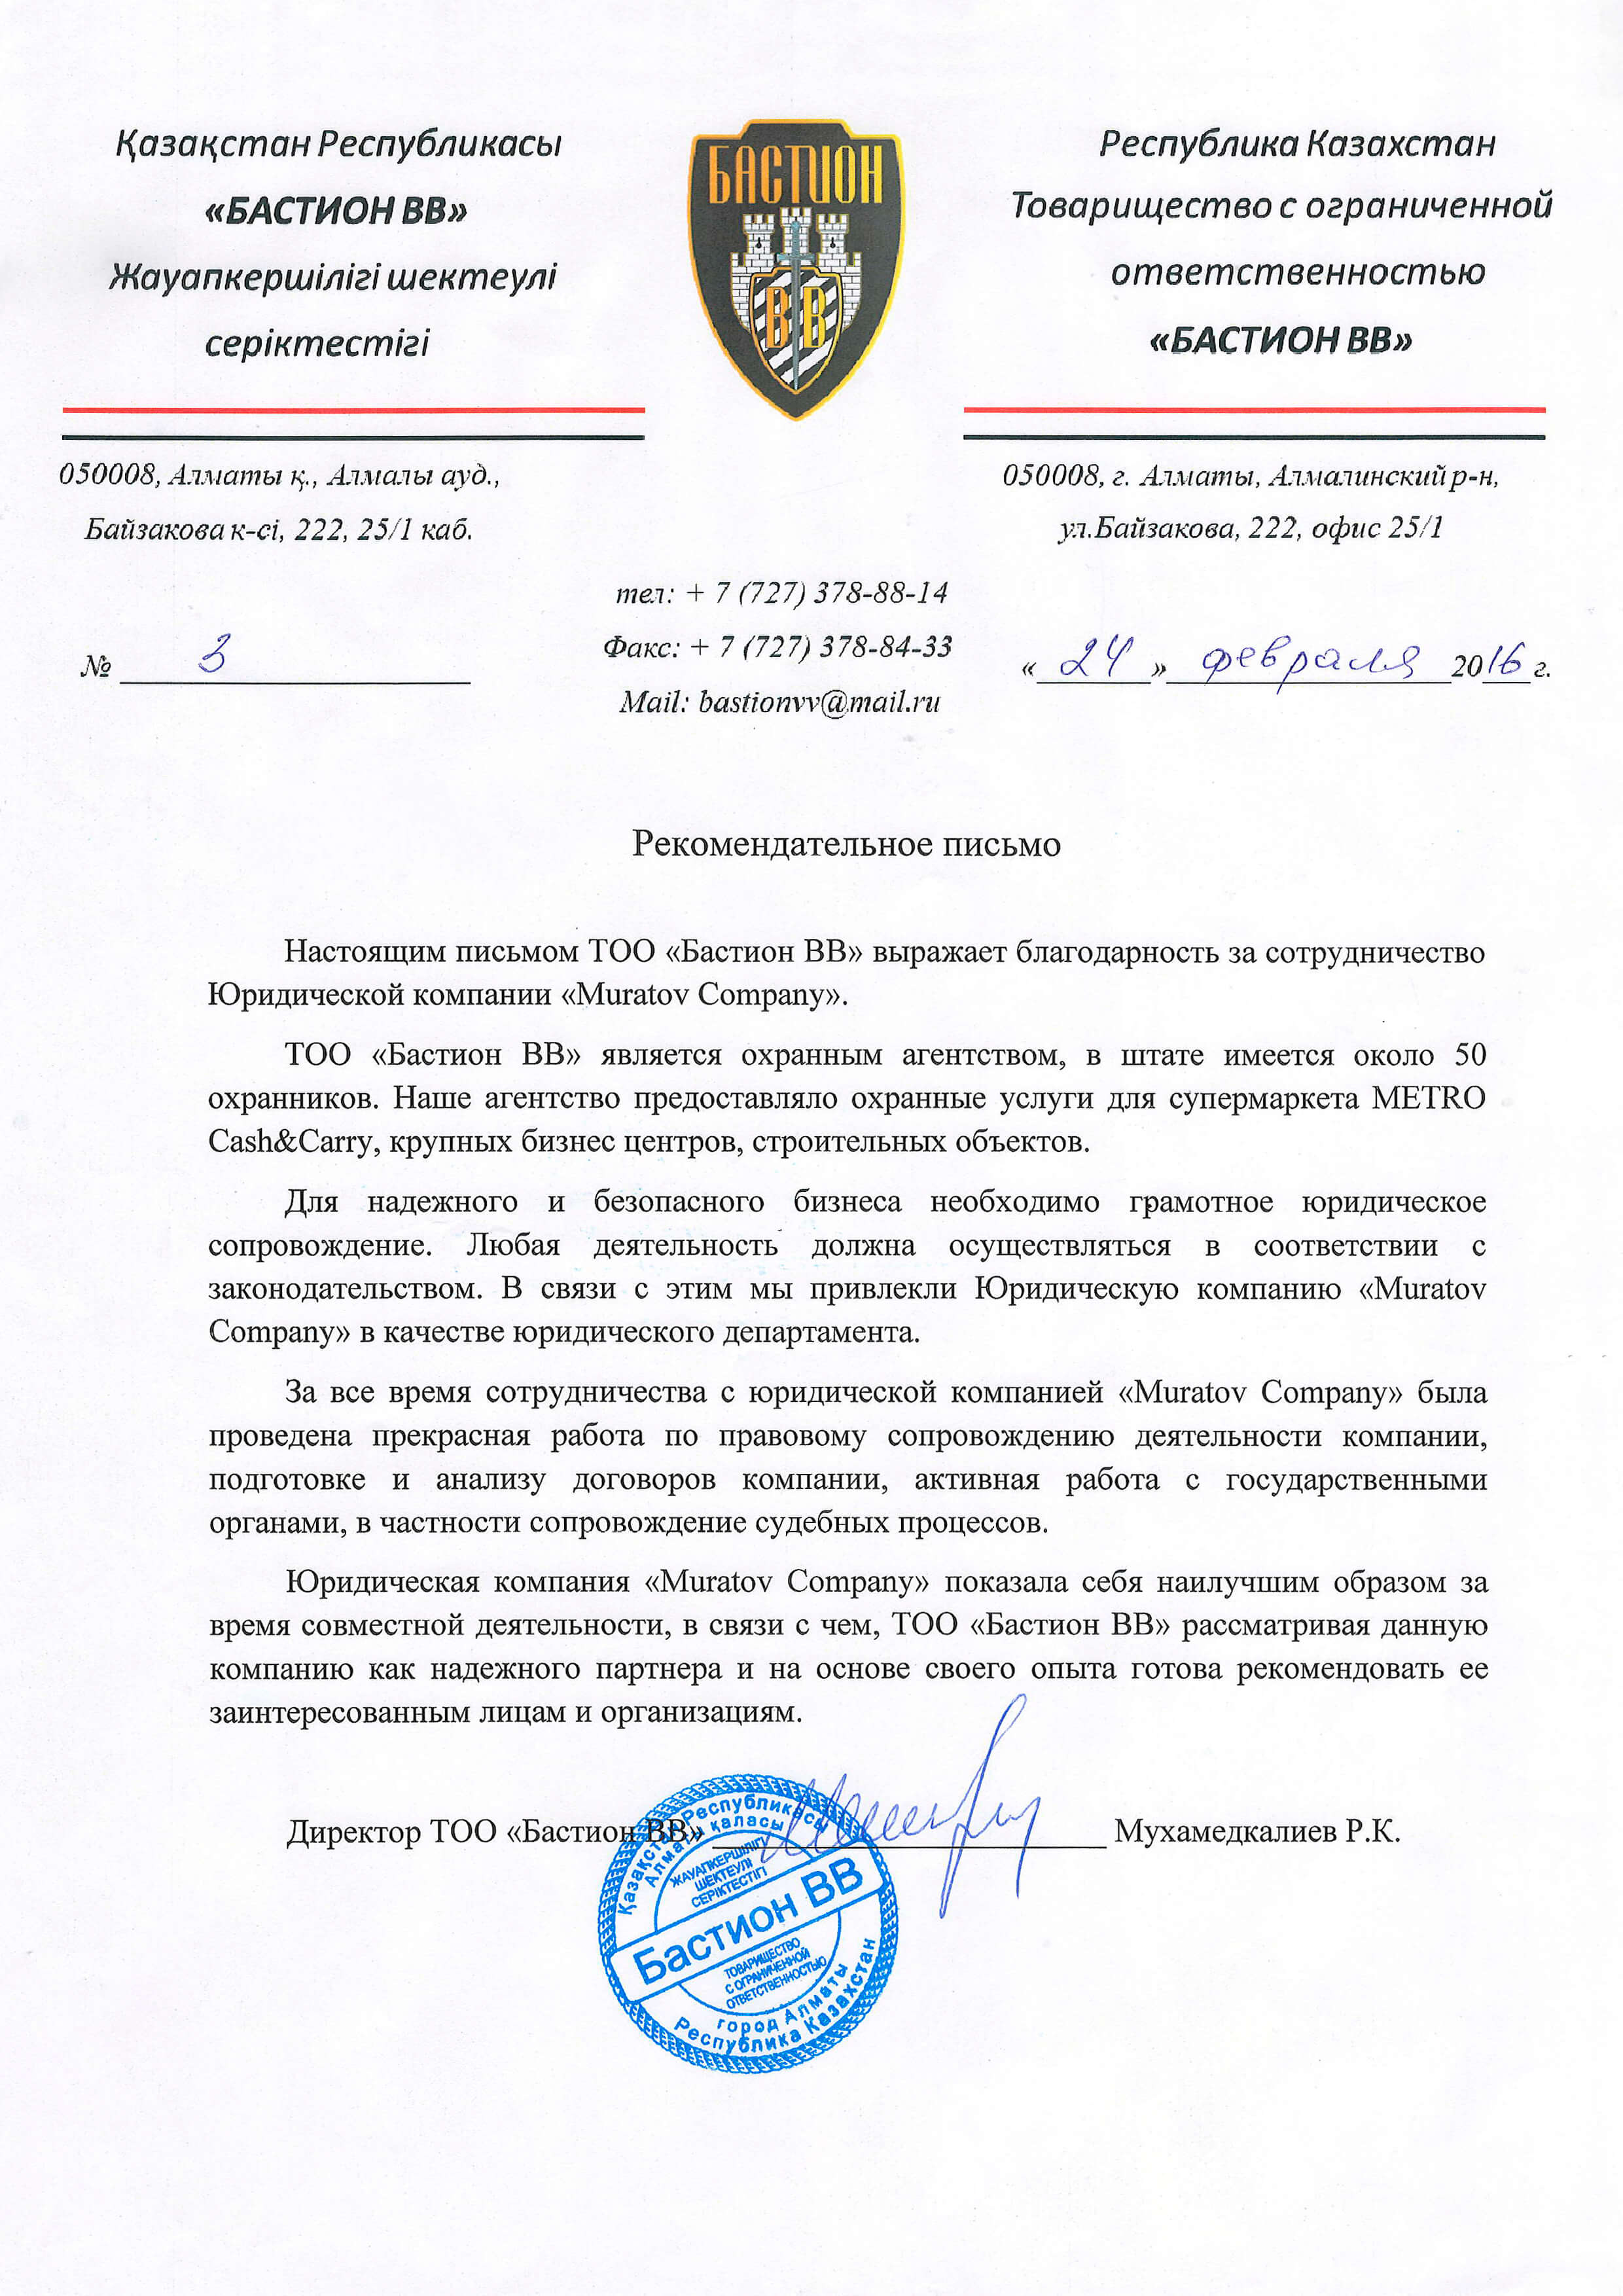 Қазақстан Республикасы
«БАСТИОН ВВ»
Жауапкершілігі шектеулі
серіктестігі
БАСТИОН
ВВ
Республика Казахстан
Товарищество с ограниченной
ответственностью
«БАСТИОН ВВ»
050008, Алматы қ., Алмалы ауд.,
Байзакова к-сі, 222, 25/1 каб.
050008, г. Алматы, Алмалинский р-н,
ул.Байзакова, 222, офис 25/1
тел: + 7 (727) 378-88-14
Факс: + 7 (727) 378-84-33
Mail: bastionvv@mail.ru
№ 3
«24» февраля 2016 г.
Рекомендательное письмо
Настоящим письмом ТОО «Бастион ВВ» выражает благодарность за сотрудничество
Юридической компании «Muratov Company».
ТОО «Бастион ВВ» является охранным агентством, в штате имеется около 50
охранников. Наше агентство предоставляло охранные услуги для супермаркета METRO
Cash&Carry, крупных бизнес центров, строительных объектов.
Для надежного и безопасного бизнеса необходимо грамотное юридическое
сопровождение. Любая деятельность должна осуществляться в соответствии с
законодательством. В связи с этим мы привлекли Юридическую компанию «Muratov
Company» в качестве юридического департамента.
За все время сотрудничества с юридической компанией «Muratov Company» была
проведена прекрасная работа по правовому сопровождению деятельности компании,
подготовке и анализу договоров компании, активная работа с государственными
органами, в частности сопровождение судебных процессов.
Юридическая компания «Muratov Company» показала себя наилучшим образом за
время совместной деятельности, в связи с чем, ТОО «Бастион ВВ» рассматривая данную
компанию как надежного партнера и на основе своего опыта готова рекомендовать ее
заинтересованным лицам и организациям.
Директор ТОО «Бастион ВВ» Мухамедкалиев Р.К.
Қазақстан Республикасы
Алматы қаласы
ЖАУАПКЕРШІЛІГІ
ШЕКТЕУЛІ
СЕРІКТЕСТІГІ
Бастион ВВ
ТОВАРИЩЕСТВО
С ОГРАНИЧЕННОЙ
ОТВЕТСТВЕННОСТЬЮ
город Алматы
Республика Казахстан